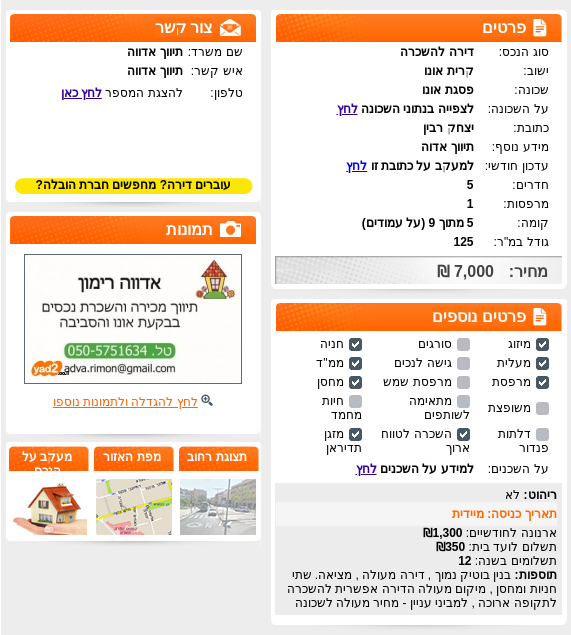 פרטים
סוג הנכס: דירה להשכרה
ישוב: קרית אונו
שכונה: פסגת אונו
על השכונה: לצפייה בנתוני השכונה לחץ
כתובת: יצחק רבין
מידע נוסף: תיווך אדוה
עדכון חודשי: למעקב על כתובת זו לחץ
חדרים: 5
מרפסות: 1
קומה: 5 מתוך 9 (על עמודים)
גודל במ"ר: 125
מחיר: 7,000 ₪
פרטים נוספים
מיזוג סורגים חניה
מעלית גישה לנכים ממ"ד
מרפסת מרפסת שמש מחסן
משופצת מתאימה לשותפים חיות מחמד
דלתות פנדור השכרה לטווח ארוך מזגן תדיראן
על השכנים: למידע על השכנים לחץ
ריהוט: לא
תאריך כניסה: מיידית
ארנונה לחודשיים: 1,300₪
תשלום לועד בית: 350₪
תשלומים בשנה: 12
תוספות: בנין בוטיק נמוך , דירה מעולה , מציאה. שתי
חניות ומחסן , מיקום מעולה הדירה אפשרית להשכרה
לתקופה ארוכה , למביני עניין - מחיר מעולה לשכונה
צור קשר
שם משרד: תיווך אדווה
איש קשר: תיווך אדווה
טלפון: להצגת המספר לחץ כאן
עוברים דירה? מחפשים חברת הובלה?
תמונות
אדווה רימון
תיווך מכירה והשכרת נכסים
בבקעת אונו והסביבה
טל. 050-5751634
adva.rimon@gmail.com
yad2
לחץ להגדלה ולתמונות נוספו
תצוגת רחוב
מפת האזור
מעקב על
הנכס